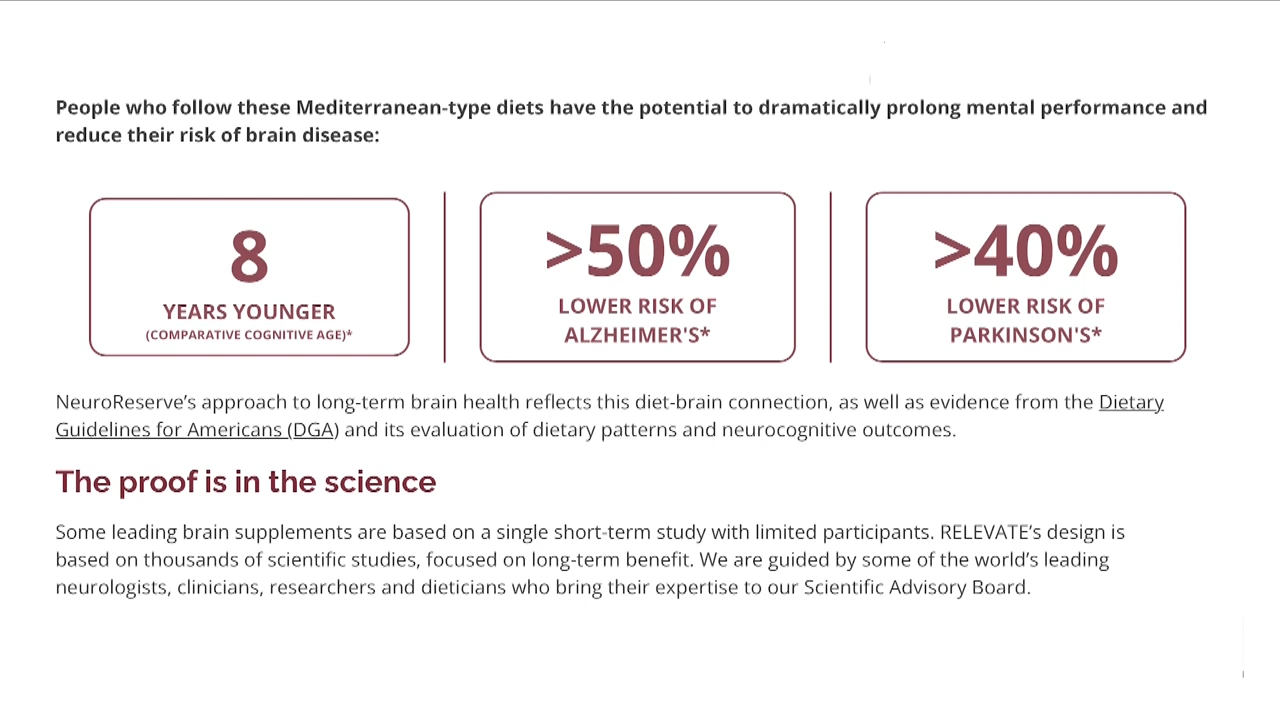 People who follow these Mediterranean-type diets have the potential to dramatically prolong mental performance and
reduce their risk of brain disease:
8
YEARS YOUNGER
(COMPARATIVE COGNITIVE AGE)*
>50%
LOWER RISK OF
ALZHEIMER'S*
>40%
LOWER RISK OF
PARKINSON'S*
NeuroReserve’s approach to long-term brain health reflects this diet-brain connection, as well as evidence from the Dietary
Guidelines for Americans (DGA) and its evaluation of dietary patterns and neurocognitive outcomes.
The proof is in the science
Some leading brain supplements are based on a single short-term study with limited participants. RELEVATE’s design is
based on thousands of scientific studies, focused on long-term benefit. We are guided by some of the world’s leading
neurologists, clinicians, researchers and dieticians who bring their expertise to our Scientific Advisory Board.